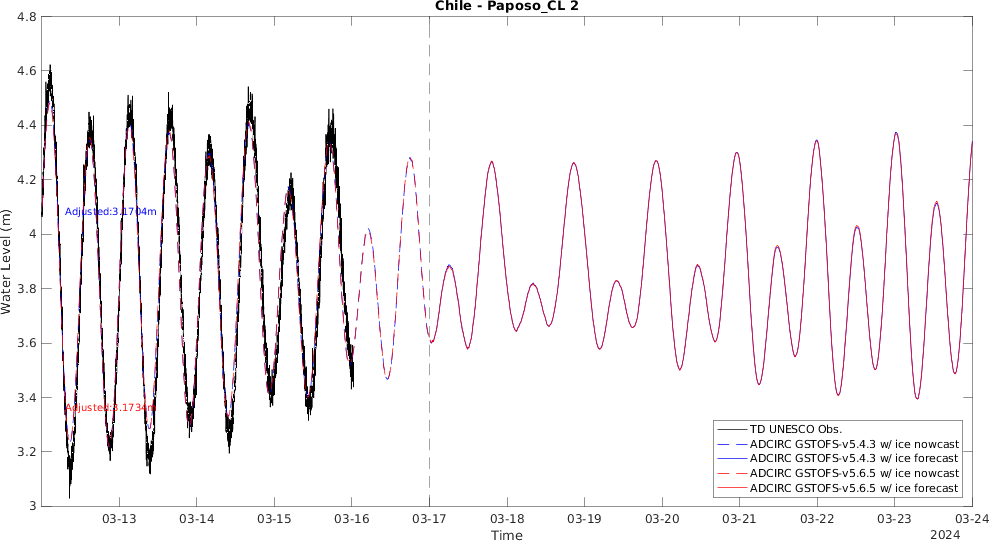 Chile - Paposo_CL 2
Water Level (m)
4.8
4.6
4.4
4.2
4
3.8
3.6
3.4
3.2
3
Adjusted:3.1704m
Adjusted:3.1734m
TD UNESCO Obs.
ADCIRC GSTOFS-v5.4.3 w/ ice nowcast
ADCIRC GSTOFS-v5.4.3 w/ ice forecast
ADCIRC GSTOFS-v5.6.5 w/ ice nowcast
ADCIRC GSTOFS-v5.6.5 w/ ice forecast
03-13 03-14 03-15 03-16 03-17 03-18 03-19 03-20 03-21 03-22 03-23 03-24
Time
2024